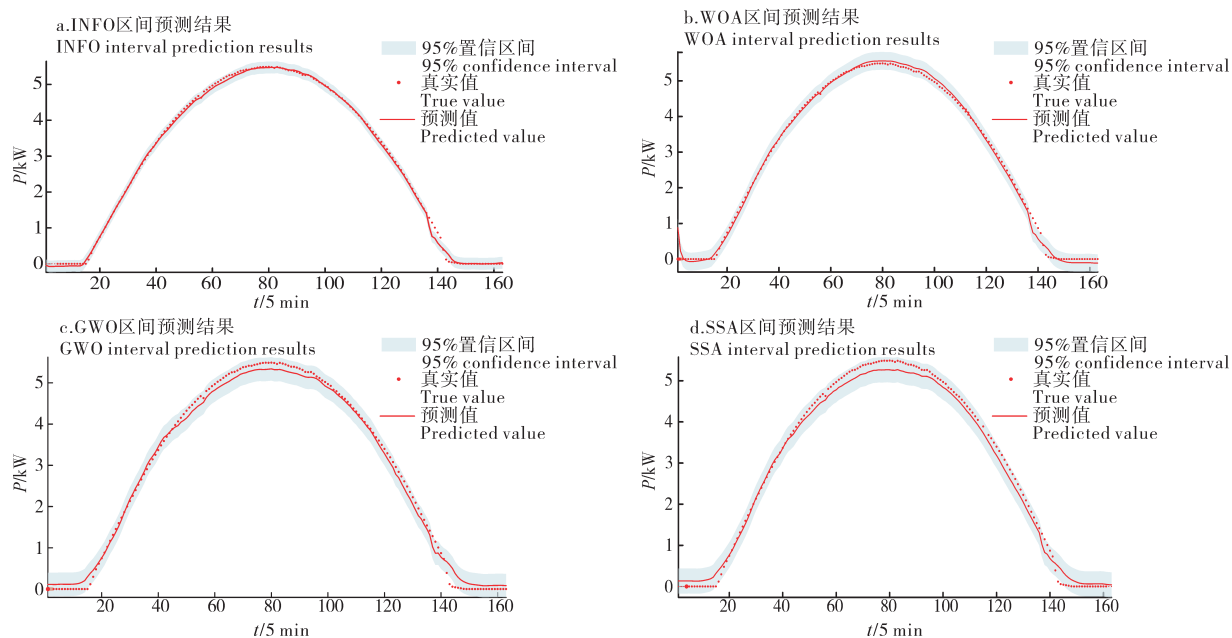 a.INFO区间预测结果
INFO interval prediction results
95%置信区间
95% confidence interval
真实值
True value
预测值
Predicted value
P/kW
5
4
3
2
1
0
20 40 60 80 100 120 140 160
t/5 min
b.WOA区间预测结果
WOA interval prediction results
95%置信区间
95% confidence interval
真实值
True value
预测值
Predicted value
P/kW
5
4
3
2
1
0
20 40 60 80 100 120 140 160
t/5 min
c.GWO区间预测结果
GWO interval prediction results
95%置信区间
95% confidence interval
真实值
True value
预测值
Predicted value
P/kW
5
4
3
2
1
0
20 40 60 80 100 120 140 160
t/5 min
d.SSA区间预测结果
SSA interval prediction results
95%置信区间
95% confidence interval
真实值
True value
预测值
Predicted value
P/kW
5
4
3
2
1
0
20 40 60 80 100 120 140 160
t/5 min